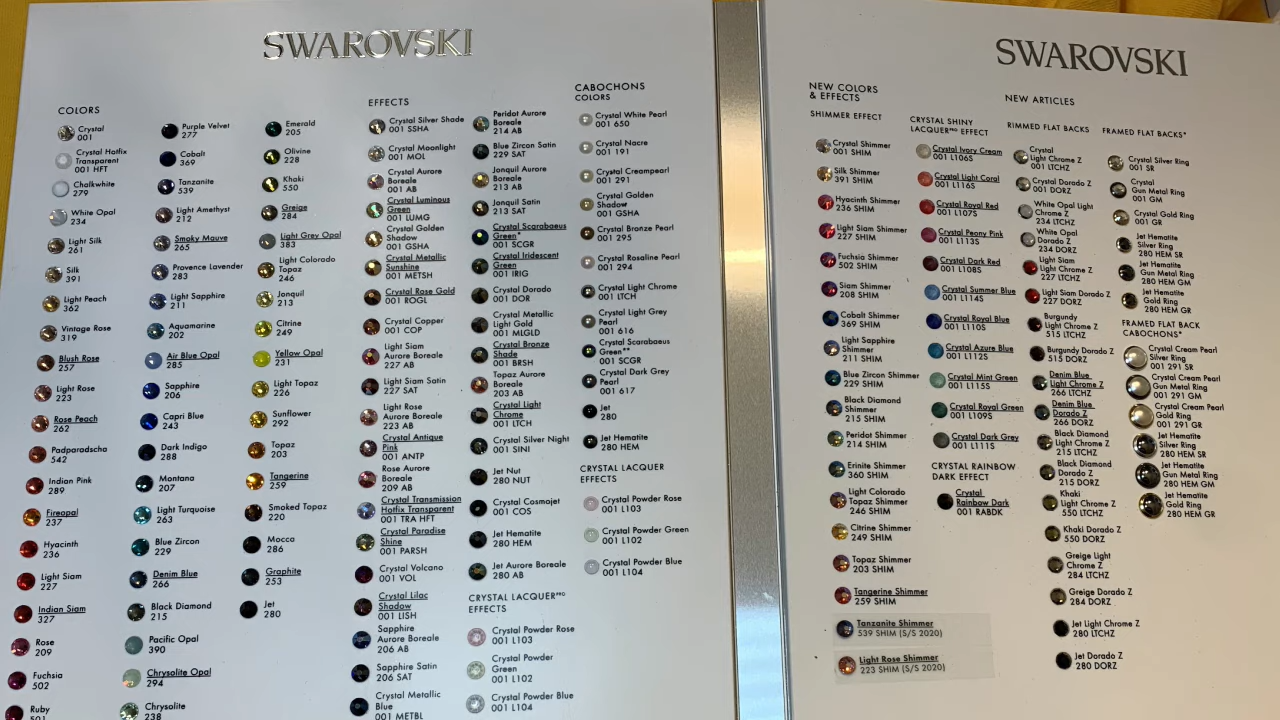 SWAROVSKI
COLORS
Crystal
001
Crystal Hotfix
Transparent
001 HFT
Chalkwhite
279
White Opal
234
Light Silk
261
Silk
391
Light Peach
362
Vintage Rose
319
Blush Rose
257
Light Rose
223
Rose Peach
262
Padparadscha
542
Indian Pink
289
Fireopal
237
Hyacinth
236
Light Siam
227
Indian Siam
327
Rose
209
Fuchsia
502
Ruby
501
Purple Velvet
277
Cobalt
369
Tanzanite
539
Light Amethyst
212
Smoky Mauve
265
Provence Lavender
283
Light Sapphire
211
Aquamarine
202
Air Blue Opal
285
Sapphire
206
Capri Blue
243
Dark Indigo
288
Montana
207
Light Turquoise
263
Blue Zircon
229
Denim Blue
266
Black Diamond
215
Pacific Opal
390
Chrysolite Opal
294
Chrysolite
238
Emerald
205
Olivine
228
Khaki
550
Greige
284
Light Grey Opal
383
Light Colorado
Topaz
246
Jonquil
213
Citrine
249
Yellow Opal
231
Light Topaz
226
Sunflower
292
Topaz
203
Tangerine
259
Smoked Topaz
220
Mocca
286
Graphite
253
Jet
280
EFFECTS
Crystal Silver Shade
001 SSHA
Crystal Moonlight
001 MOL
Crystal Aurore
Boreale
001 AB
Crystal Luminous
Green
001 LUMG
Crystal Golden
Shadow
001 GSHA
Crystal Metallic
Sunshine
001 METSH
Crystal Rose Gold
001 ROGL
Crystal Copper
001 COP
Light Siam
Aurore Boreale
227 AB
Light Siam Satin
227 SAT
Light Rose
Aurore Boreale
223 AB
Crystal Antique
Pink
001 ANTP
Rose Aurore
Boreale
209 AB
Crystal Transmission
Hotfix Transparent
001 TRA HFT
Crystal Paradise
Shine
001 PARSH
Crystal Volcano
001 VOL
Crystal Lilac
Shadow
001 LISH
Sapphire
Aurore Boreale
206 AB
Sapphire Satin
206 SAT
Crystal Metallic
Blue
001 METBL
Peridot Aurore
Boreale
214 AB
Blue Zircon Satin
229 SAT
Jonquil Aurore
Boreale
213 AB
Jonquil Satin
213 SAT
Crystal Scarabaeus
Green*
001 SCGR
Crystal Iridescent
Green
001 IRIG
Crystal Dorado
001 DOR
Crystal Metallic
Light Gold
001 MLGLD
Crystal Bronze
Shade
001 BRSH
Topaz Aurore
Boreale
203 AB
Crystal Light
Chrome
001 LTCH
Crystal Silver Night
001 SINI
Jet Nut
280 NUT
Crystal Cosmojet
001 COS
Jet Hematite
280 HEM
Jet Aurore Boreale
280 AB
CRYSTAL LACQUERPRO
EFFECTS
Crystal Powder Rose
001 L103
Crystal Powder
Green
001 L102
Crystal Powder Blue
001 L104
CABOCHONS
COLORS
Crystal White Pearl
001 650
Crystal Nacre
001 191
Crystal Creampearl
001 291
Crystal Golden
Shadow
001 GSHA
Crystal Bronze Pearl
001 295
Crystal Rosaline Pearl
001 294
Crystal Light Chrome
001 LTCH
Crystal Light Grey
Pearl
001 616
Crystal Scarabaeus
Green**
001 SCGR
Crystal Dark Grey
Pearl
001 617
Jet
280
Jet Hematite
280 HEM
CRYSTAL LACQUER
EFFECTS
Crystal Powder Rose
001 L103
Crystal Powder Green
001 L102
Crystal Powder Blue
001 L104
SWAROVSKI
NEW COLORS
& EFFECTS
SHIMMER EFFECT
Crystal Shimmer
001 SHIM
Silk Shimmer
391 SHIM
Hyacinth Shimmer
236 SHIM
Light Siam Shimmer
227 SHIM
Fuchsia Shimmer
502 SHIM
Siam Shimmer
208 SHIM
Cobalt Shimmer
369 SHIM
Light Sapphire
Shimmer
211 SHIM
Blue Zircon Shimmer
229 SHIM
Black Diamond
Shimmer
215 SHIM
Peridot Shimmer
214 SHIM
Erinite Shimmer
360 SHIM
Light Colorado
Topaz Shimmer
246 SHIM
Citrine Shimmer
249 SHIM
Topaz Shimmer
203 SHIM
Tangerine Shimmer
259 SHIM
Tanzanite Shimmer
539 SHIM (S/S 2020)
Light Rose Shimmer
223 SHIM (S/S 2020)
CRYSTAL SHINY
LACQUERPRO EFFECT
Crystal Ivory Cream
001 L106S
Crystal Light Coral
001 L116S
Crystal Royal Red
001 L107S
Crystal Peony Pink
001 L113S
Crystal Dark Red
001 L108S
Crystal Summer Blue
001 L114S
Crystal Royal Blue
001 L110S
Crystal Azure Blue
001 L112S
Crystal Mint Green
001 L115S
Crystal Royal Green
001 L109S
Crystal Dark Grey
001 L111S
CRYSTAL RAINBOW
DARK EFFECT
Crystal
Rainbow Dark
001 RABDK
NEW ARTICLES
RIMMED FLAT BACKS
Crystal
Light Chrome Z
001 LTCHZ
Crystal Dorado Z
001 DORZ
White Opal Light
Chrome Z
234 LTCHZ
White Opal
Dorado Z
234 DORZ
Light Siam
Light Chrome Z
227 LTCHZ
Light Siam Dorado Z
227 DORZ
Burgundy
Light Chrome Z
515 LTCHZ
Burgundy Dorado Z
515 DORZ
Denim Blue
Light Chrome Z
266 LTCHZ
Denim Blue
Dorado Z
266 DORZ
Black Diamond
Light Chrome Z
215 LTCHZ
Black Diamond
Dorado Z
215 DORZ
Khaki
Light Chrome Z
550 LTCHZ
Khaki Dorado Z
550 DORZ
Greige Light
Chrome Z
284 LTCHZ
Greige Dorado Z
284 DORZ
Jet Light Chrome Z
280 LTCHZ
Jet Dorado Z
280 DORZ
FRAMED FLAT BACKS*
Crystal Silver Ring
001 SR
Crystal
Gun Metal Ring
001 GM
Crystal Gold Ring
001 GR
Jet Hematite
Silver Ring
280 HEM SR
Jet Hematite
Gun Metal Ring
280 HEM GM
Jet Hematite
Gold Ring
280 HEM GR
FRAMED FLAT BACK
CABOCHONS*
Crystal Cream Pearl
Silver Ring
001 291 SR
Crystal Cream Pearl
Gun Metal Ring
001 291 GM
Crystal Cream Pearl
Gold Ring
001 291 GR
Jet Hematite
Silver Ring
280 HEM SR
Jet Hematite
Gun Metal Ring
280 HEM GM
Jet Hematite
Gold Ring
280 HEM GR